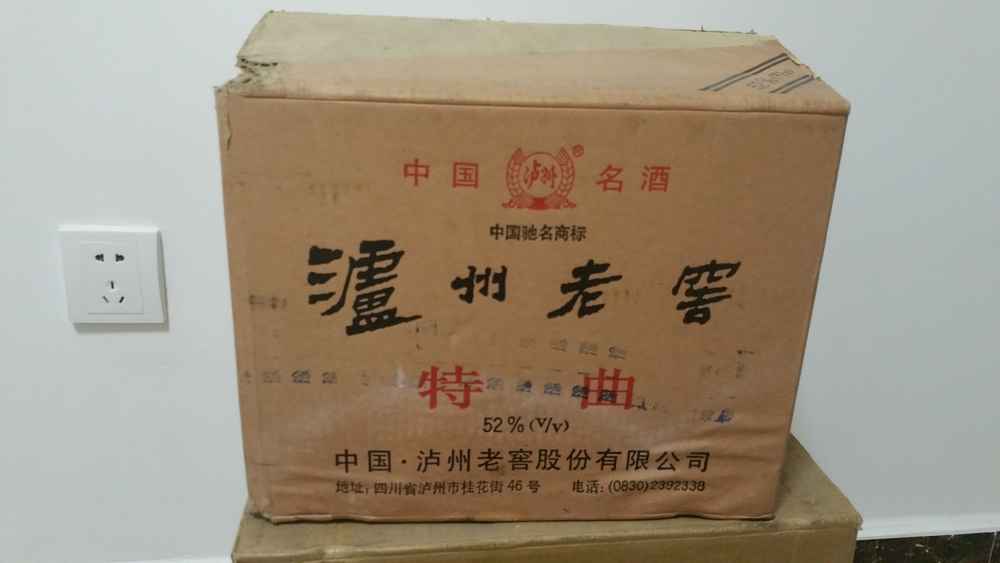 中国 泸州® 名酒
中国驰名商标
瀘州老窖
特曲
52%(V/V)
中国·泸州老窖股份有限公司
地址:四川省泸州市桂花街46号 电话:(0830)2392338